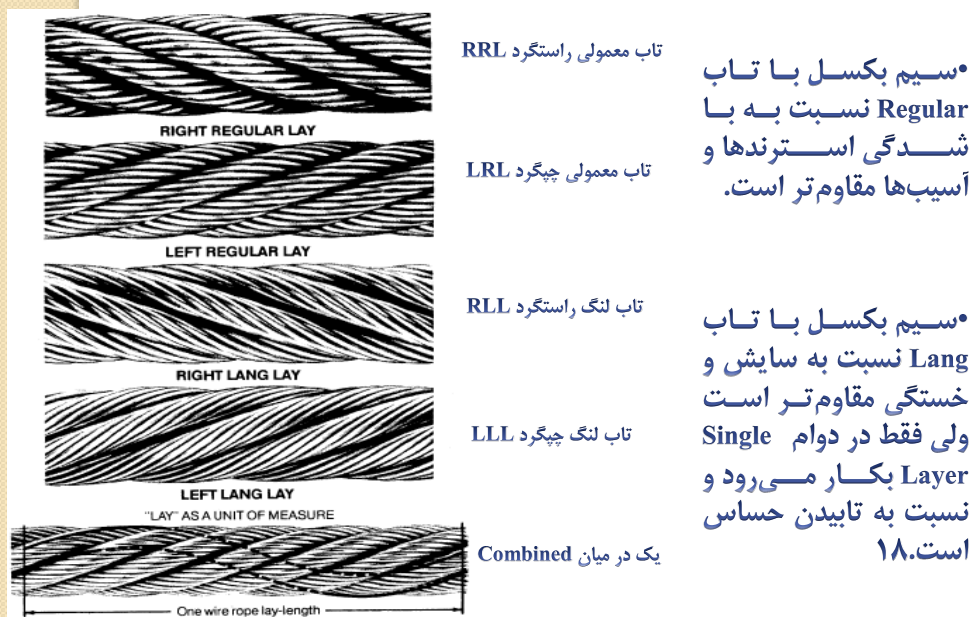 تاب معمولی راستگرد RRL
RIGHT REGULAR LAY
تاب معمولی چپگرد LRL
LEFT REGULAR LAY
تاب لنگ راستگرد RLL
RIGHT LANG LAY
تاب لنگ چپگرد LLL
LEFT LANG LAY
"LAY" AS A UNIT OF MEASURE
یک در میان Combined
One wire rope lay-length
•سیم بکسل با تاب
Regular نسبت به با
شدگی استرندها و
آسیب‌ها مقاوم‌تر است.
•سیم بکسل با تاب
Lang نسبت به سایش و
خستگی مقاوم‌تر است
ولی فقط در دوام Single
Layer بکار می‌رود و
نسبت به تابیدن حساس
است.۱۸